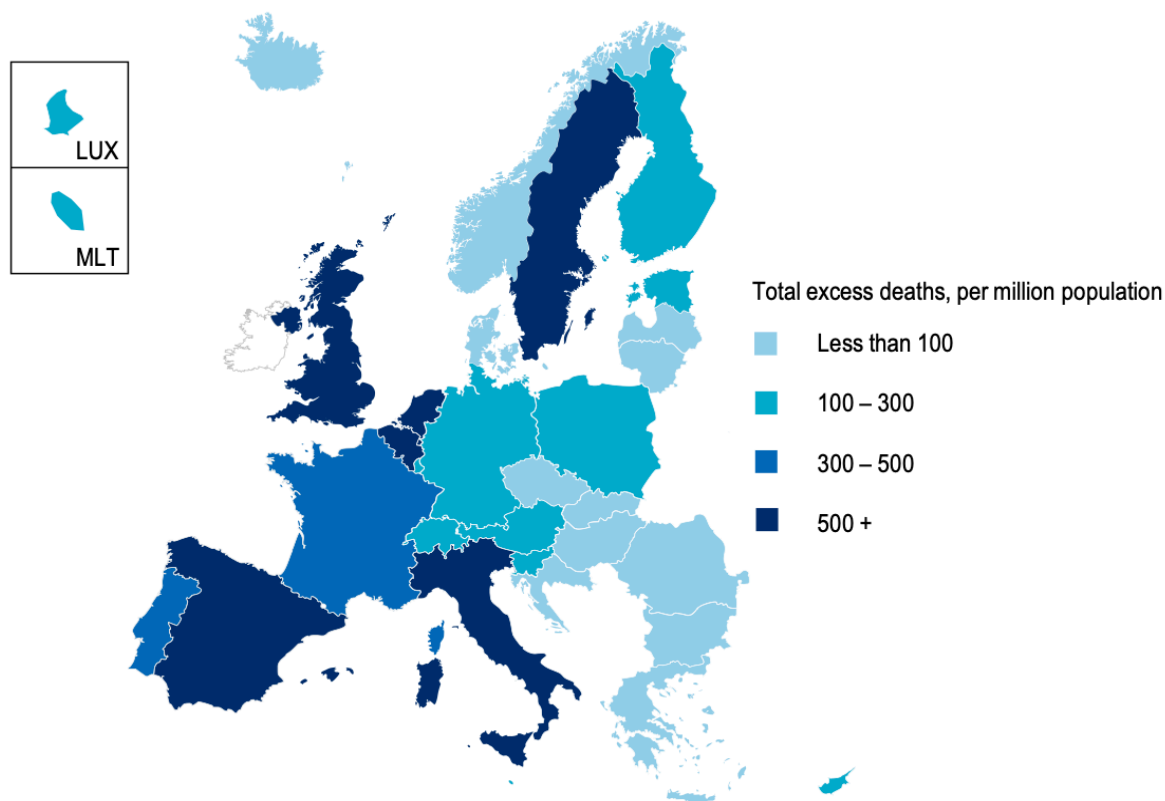 LUX
MLT
Total excess deaths, per million population
Less than 100
100 – 300
300 – 500
500 +